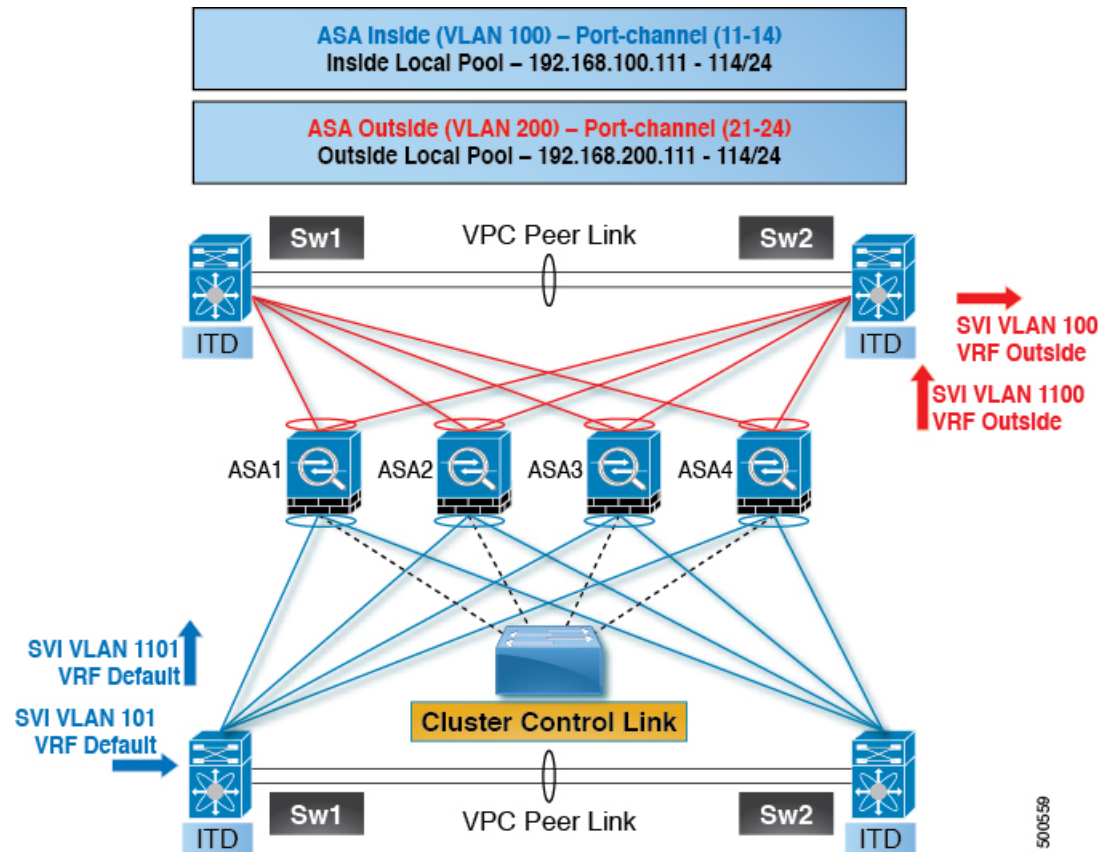 ASA Inside (VLAN 100) – Port-channel (11-14)
Inside Local Pool – 192.168.100.111 - 114/24
ASA Outside (VLAN 200) – Port-channel (21-24)
Outside Local Pool – 192.168.200.111 - 114/24
Sw1
VPC Peer Link
Sw2
ITD
ITD
SVI VLAN 100
VRF Outside
SVI VLAN 1100
VRF Outside
ASA1
ASA2
ASA3
ASA4
SVI VLAN 1101
VRF Default
SVI VLAN 101
VRF Default
Cluster Control Link
Sw1
VPC Peer Link
Sw2
ITD
ITD
500559